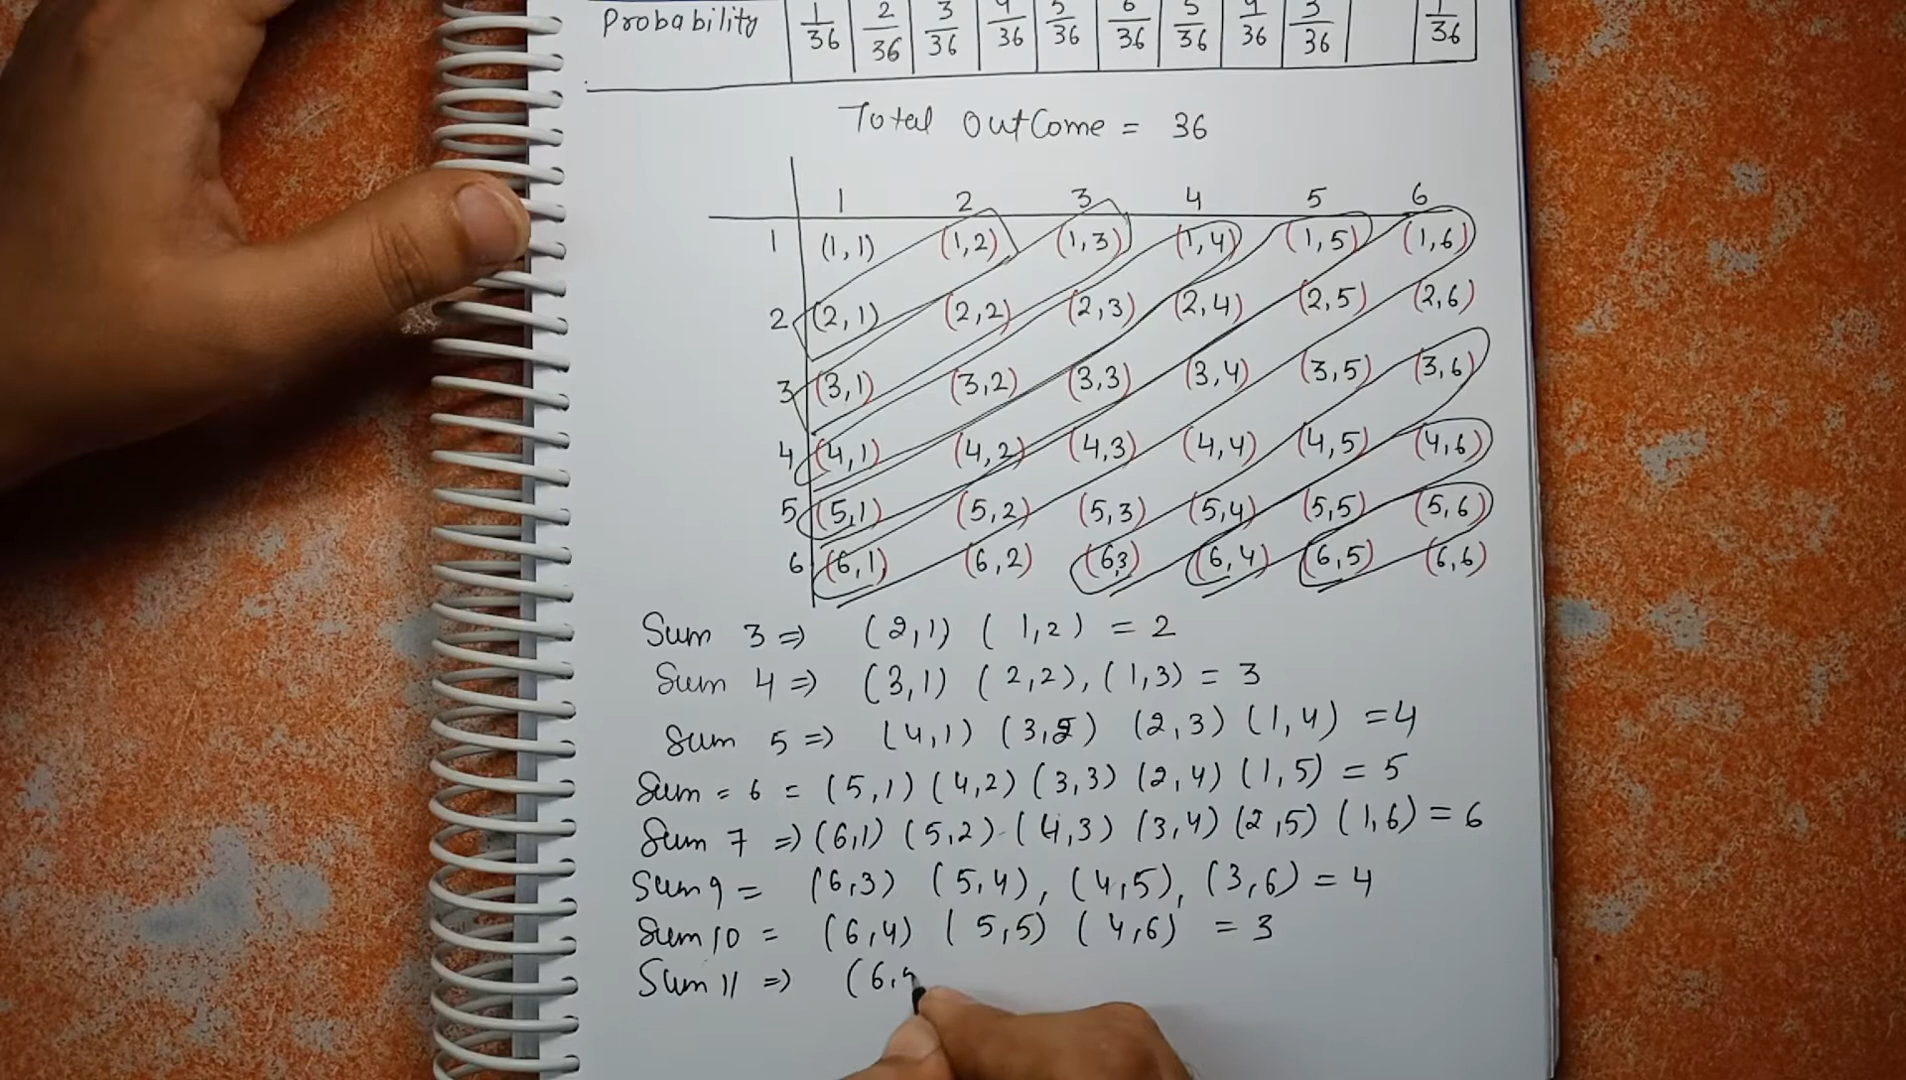 Probability 1/36 2/36 3/36 4/36 5/36 6/36 5/36 4/36 3/36 1/36
Total outCome = 36
1 2 3 4 5 6
1 (1,1) (1,2) (1,3) (1,4) (1,5) (1,6)
2 (2,1) (2,2) (2,3) (2,4) (2,5) (2,6)
3 (3,1) (3,2) (3,3) (3,4) (3,5) (3,6)
4 (4,1) (4,2) (4,3) (4,4) (4,5) (4,6)
5 (5,1) (5,2) (5,3) (5,4) (5,5) (5,6)
6 (6,1) (6,2) (6,3) (6,4) (6,5) (6,6)
Sum 3 => (2,1) (1,2) = 2
Sum 4 => (3,1) (2,2), (1,3) = 3
Sum 5 => (4,1) (3,2) (2,3) (1,4) = 4
Sum = 6 = (5,1) (4,2) (3,3) (2,4) (1,5) = 5
Sum 7 => (6,1) (5,2) (4,3) (3,4) (2,5) (1,6) = 6
Sum 9 = (6,3) (5,4), (4,5), (3,6) = 4
Sum 10 = (6,4) (5,5) (4,6) = 3
Sum 11 => (6,